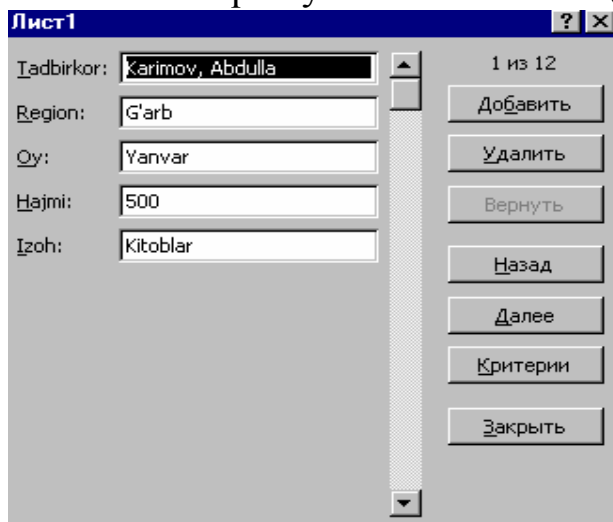 Лист1
Tadbirkor: Karimov, Abdulla
Region: G'arb
Oy: Yanvar
Hajmi: 500
Izoh: Kitoblar
1 из 12
Добавить
Удалить
Вернуть
Назад
Далее
Критерии
Закрыть